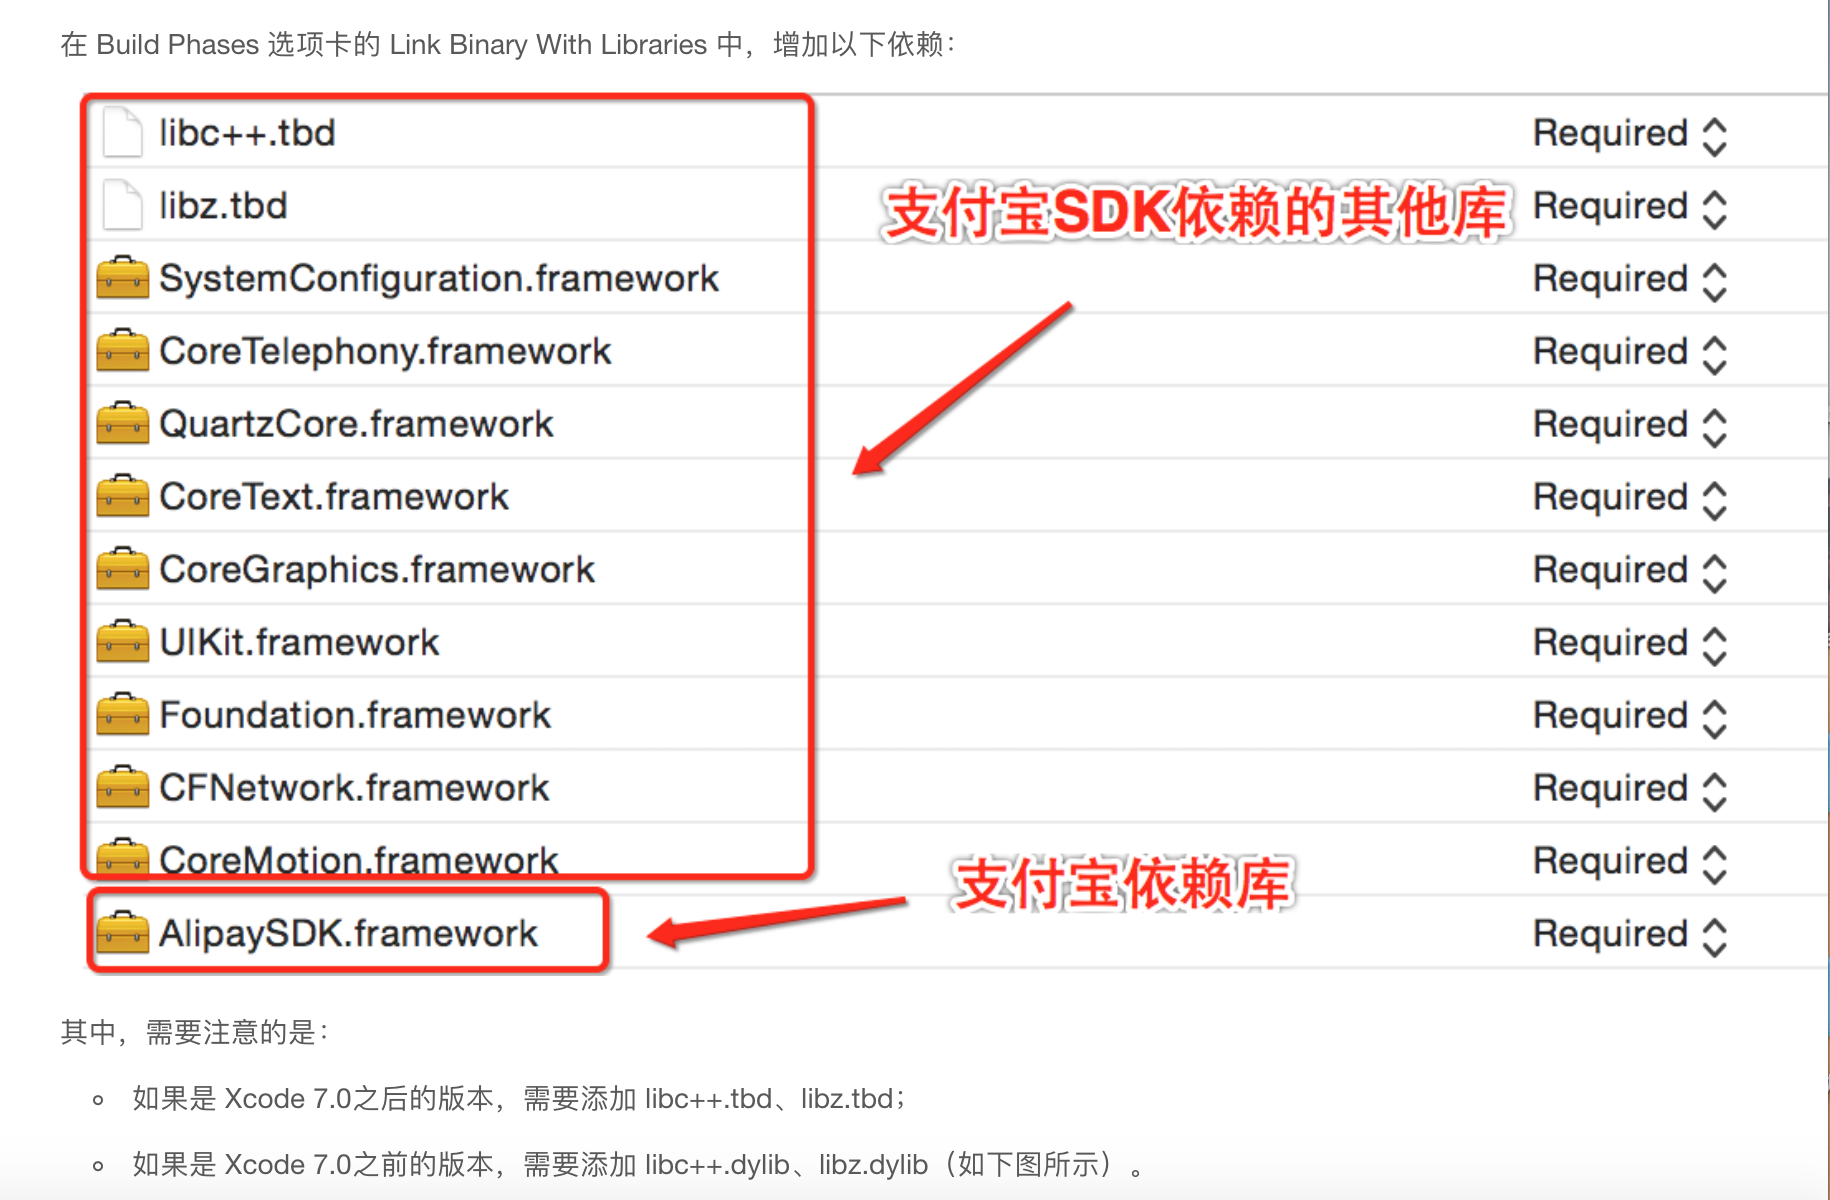 在 Build Phases 选项卡的 Link Binary With Libraries 中，增加以下依赖：
libc++.tbd Required
libz.tbd Required
支付宝SDK依赖的其他库
SystemConfiguration.framework Required
CoreTelephony.framework Required
QuartzCore.framework Required
CoreText.framework Required
CoreGraphics.framework Required
UIKit.framework Required
Foundation.framework Required
CFNetwork.framework Required
CoreMotion.framework Required
支付宝依赖库
AlipaySDK.framework Required
其中，需要注意的是：
如果是 Xcode 7.0之后的版本，需要添加 libc++.tbd、libz.tbd；
如果是 Xcode 7.0之前的版本，需要添加 libc++.dylib、libz.dylib（如下图所示）。